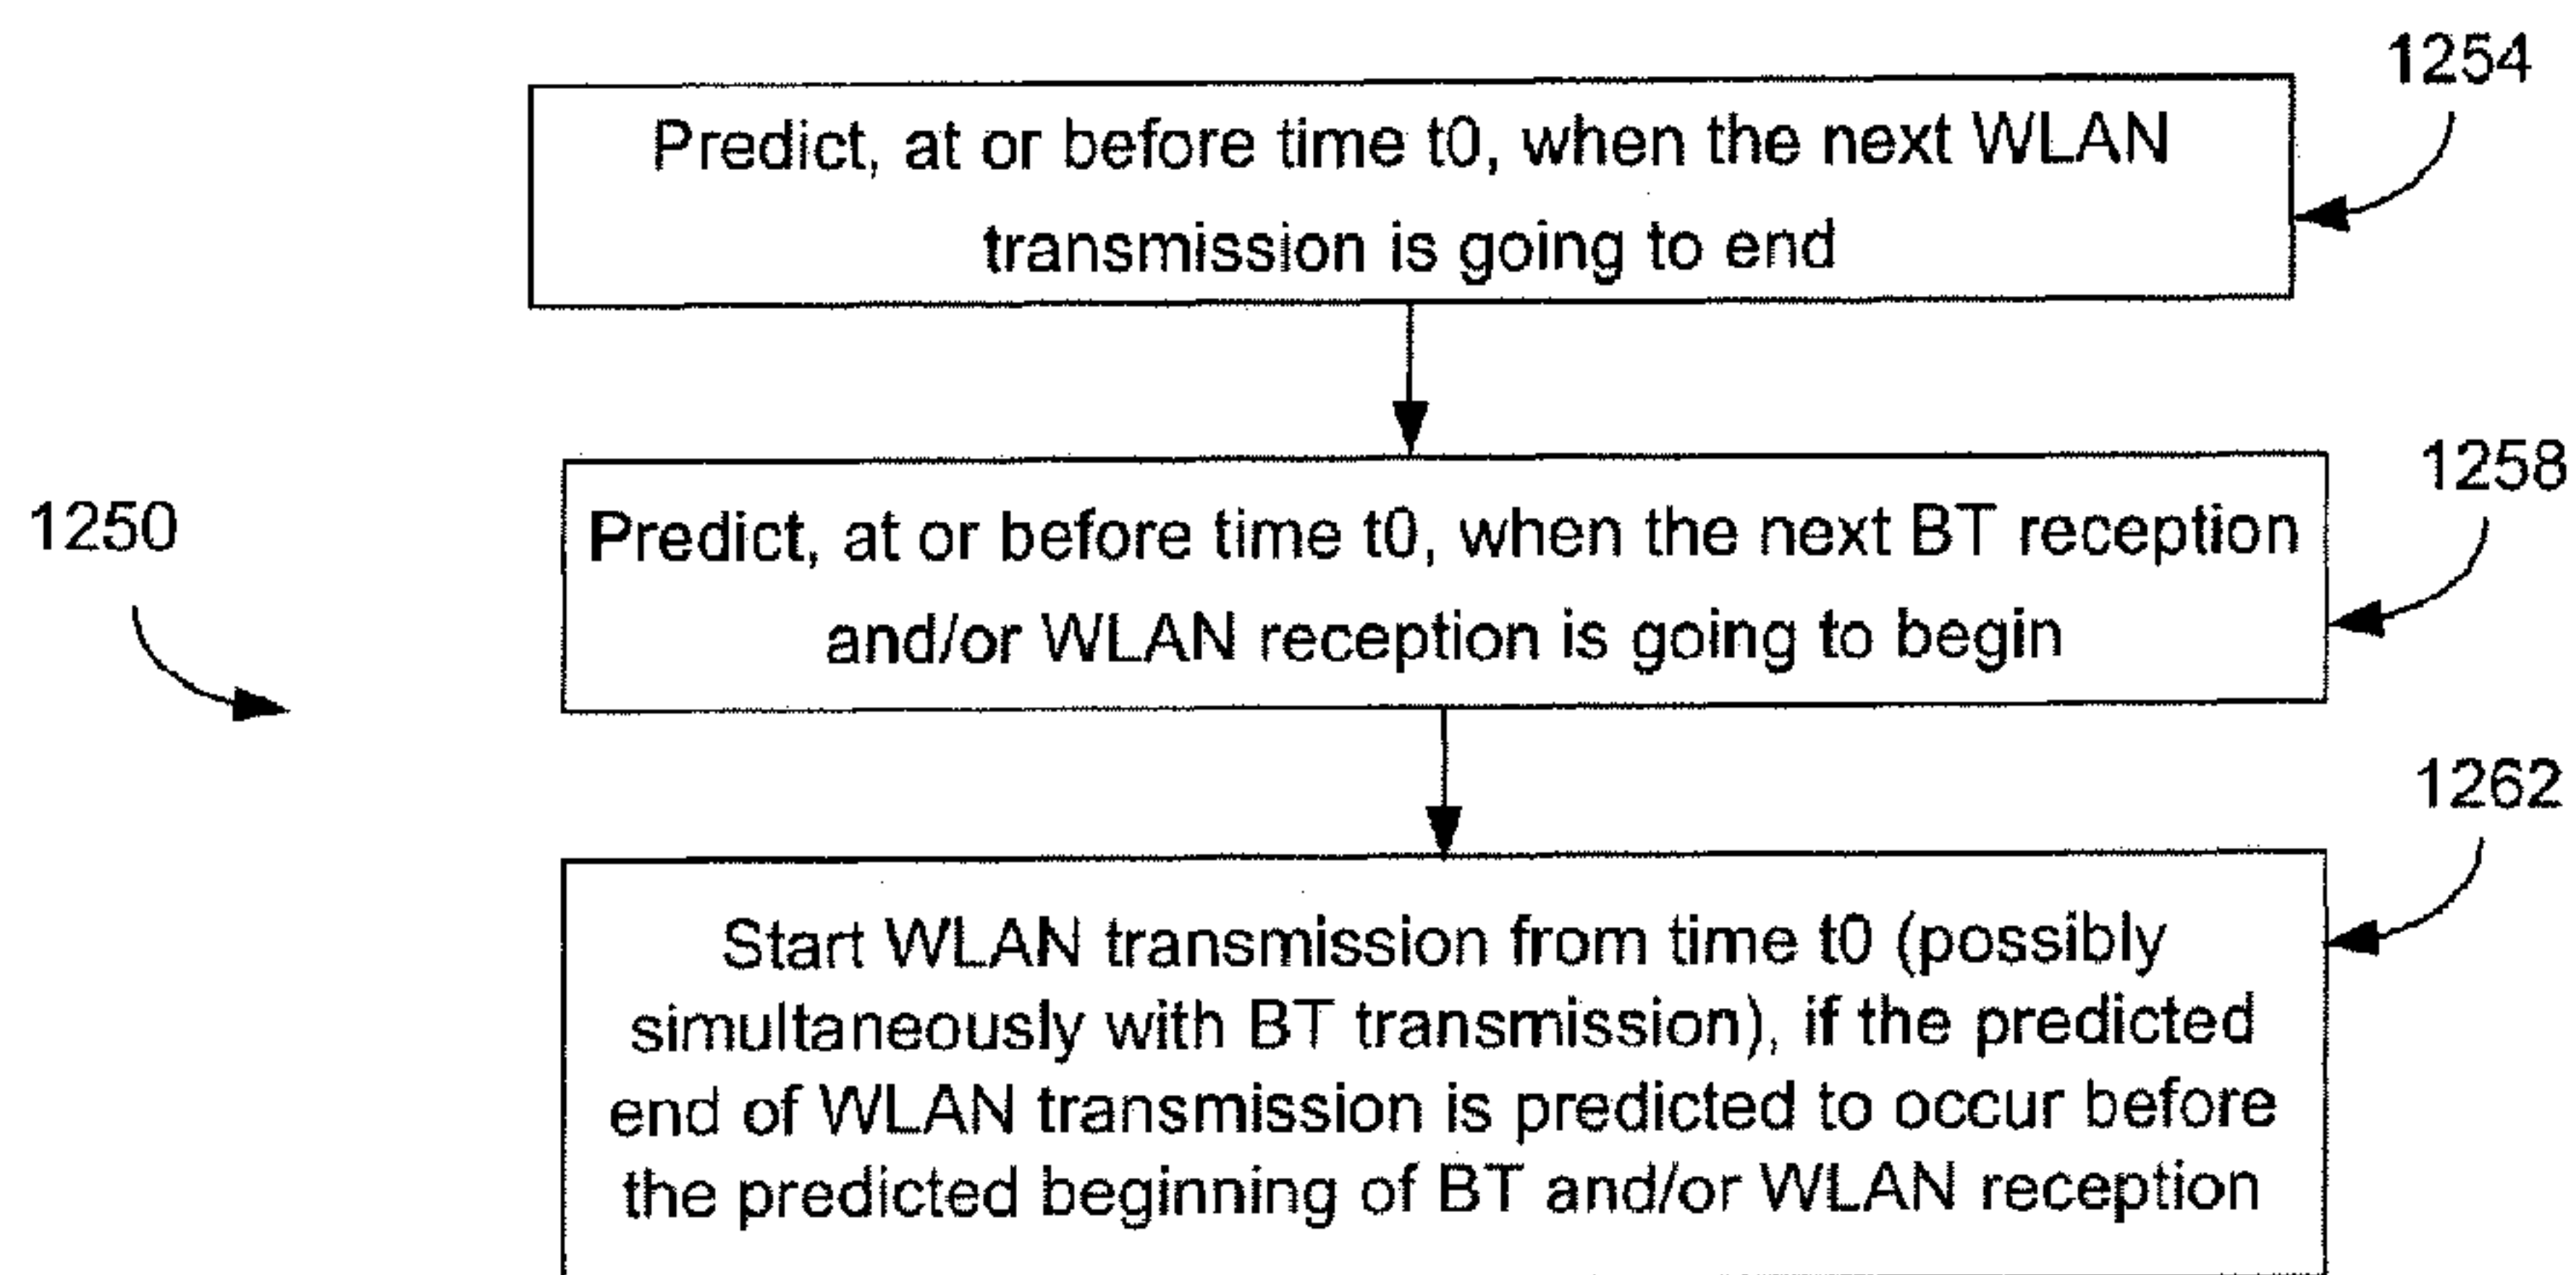 1254
Predict, at or before time t0, when the next WLAN
transmission is going to end
1258
1250
Predict, at or before time t0, when the next BT reception
and/or WLAN reception is going to begin
1262
Start WLAN transmission from time t0 (possibly
simultaneously with BT transmission), if the predicted
end of WLAN transmission is predicted to occur before
the predicted beginning of BT and/or WLAN reception